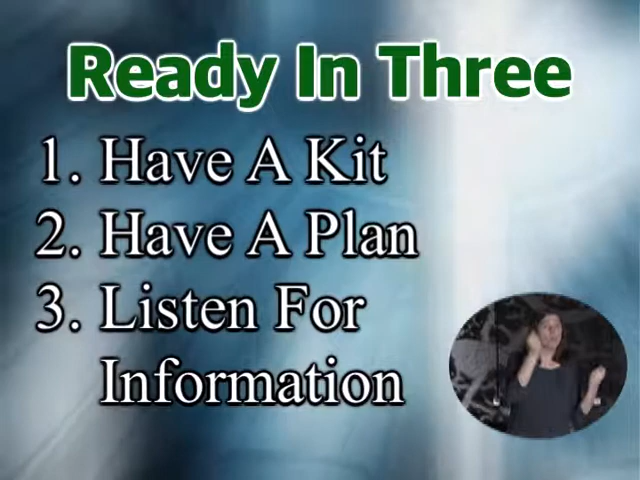 Ready In Three
1. Have A Kit
2. Have A Plan
3. Listen For
Information